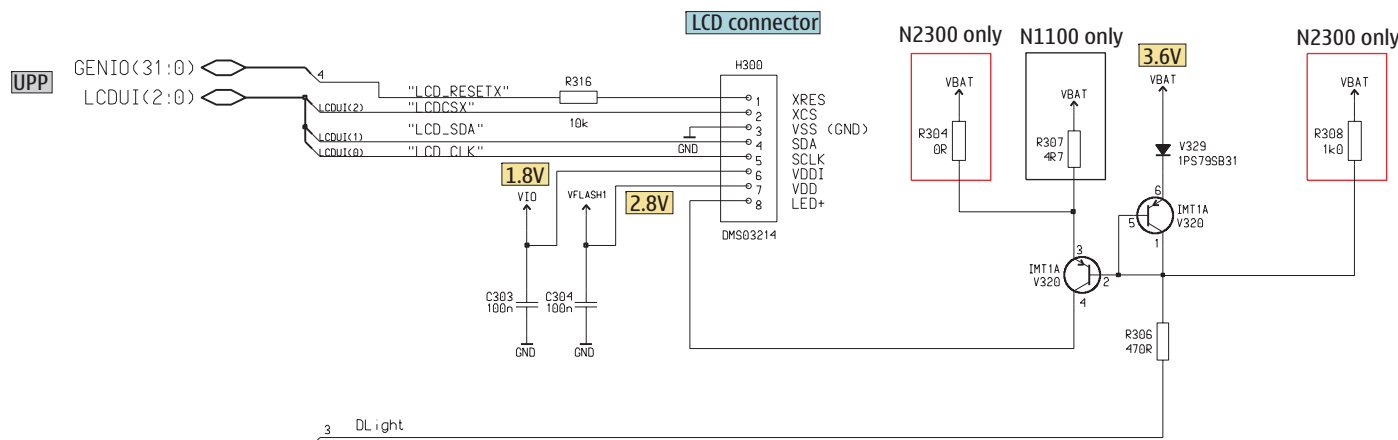 LCD connector
N2300 only
N1100 only
N2300 only
UPP
GENIO(31:0)
LCDUI(2:0)
4
"LCD_RESETX"
R316
10k
LCDUI(2)
"LCDCSX"
LCDUI(1)
"LCD_SDA"
LCDUI(0)
"LCD_CLK"
GND
H300
1 XRES
2 XCS
3 VSS (GND)
4 SDA
5 SCLK
6 VDDI
7 VDD
8 LED+
DMS03214
1.8V
VIO
VFLASH1
2.8V
C303
100n
C304
100n
GND
GND
VBAT
R304
0R
VBAT
R307
4R7
3.6V
VBAT
V329
1PS79SB31
VBAT
R308
1k0
6
5
1
IMT1A
V320
3
IMT1A
V320
2
4
R306
470R
3 DLight